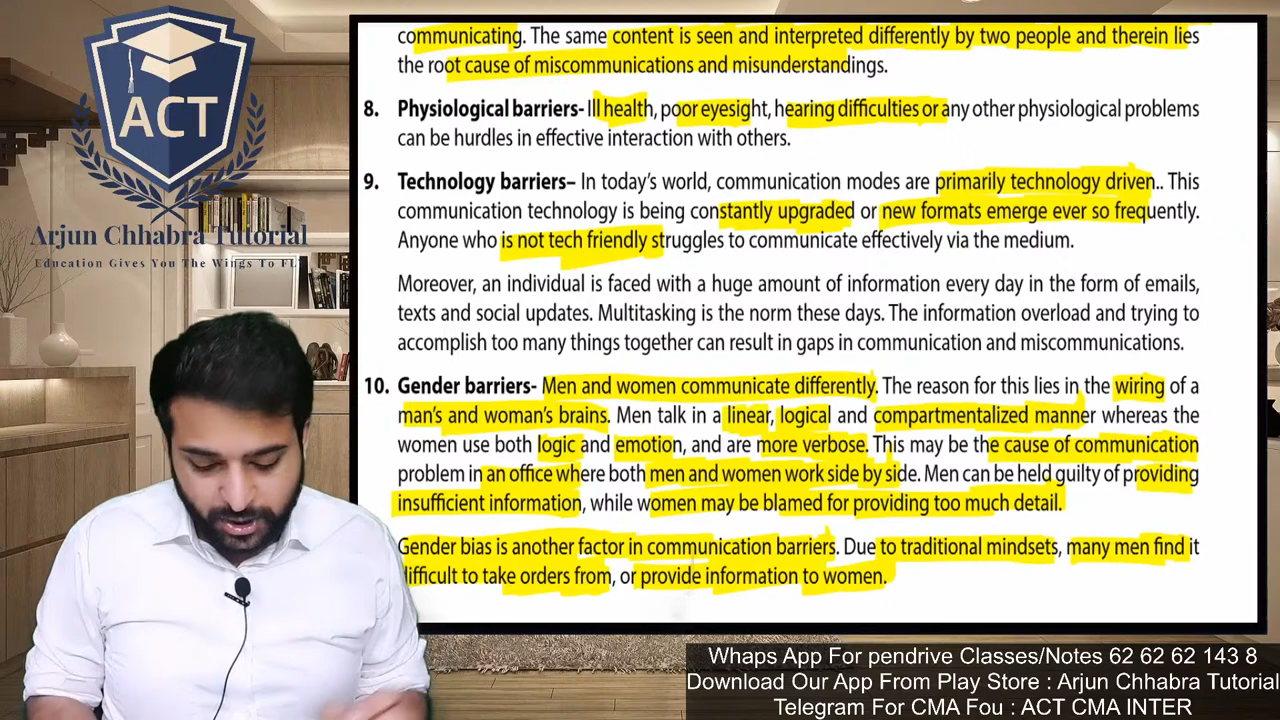 ACT
Arjun Chhabra Tutorial
Education Gives You The Wings To FL
communicating. The same content is seen and interpreted differently by two people and therein lies
the root cause of miscommunications and misunderstandings.
8. Physiological barriers- Ill health, poor eyesight, hearing difficulties or any other physiological problems
can be hurdles in effective interaction with others.
9. Technology barriers– In today's world, communication modes are primarily technology driven.. This
communication technology is being constantly upgraded or new formats emerge ever so frequently.
Anyone who is not tech friendly struggles to communicate effectively via the medium.
Moreover, an individual is faced with a huge amount of information every day in the form of emails,
texts and social updates. Multitasking is the norm these days. The information overload and trying to
accomplish too many things together can result in gaps in communication and miscommunications.
10. Gender barriers- Men and women communicate differently. The reason for this lies in the wiring of a
man's and woman's brains. Men talk in a linear, logical and compartmentalized manner whereas the
women use both logic and emotion, and are more verbose. This may be the cause of communication
problem in an office where both men and women work side by side. Men can be held guilty of providing
insufficient information, while women may be blamed for providing too much detail.
Gender bias is another factor in communication barriers. Due to traditional mindsets, many men find it
difficult to take orders from, or provide information to women.
Whaps App For pendrive Classes/Notes 62 62 62 143 8
Download Our App From Play Store : Arjun Chhabra Tutorial
Telegram For CMA Fou : ACT CMA INTER